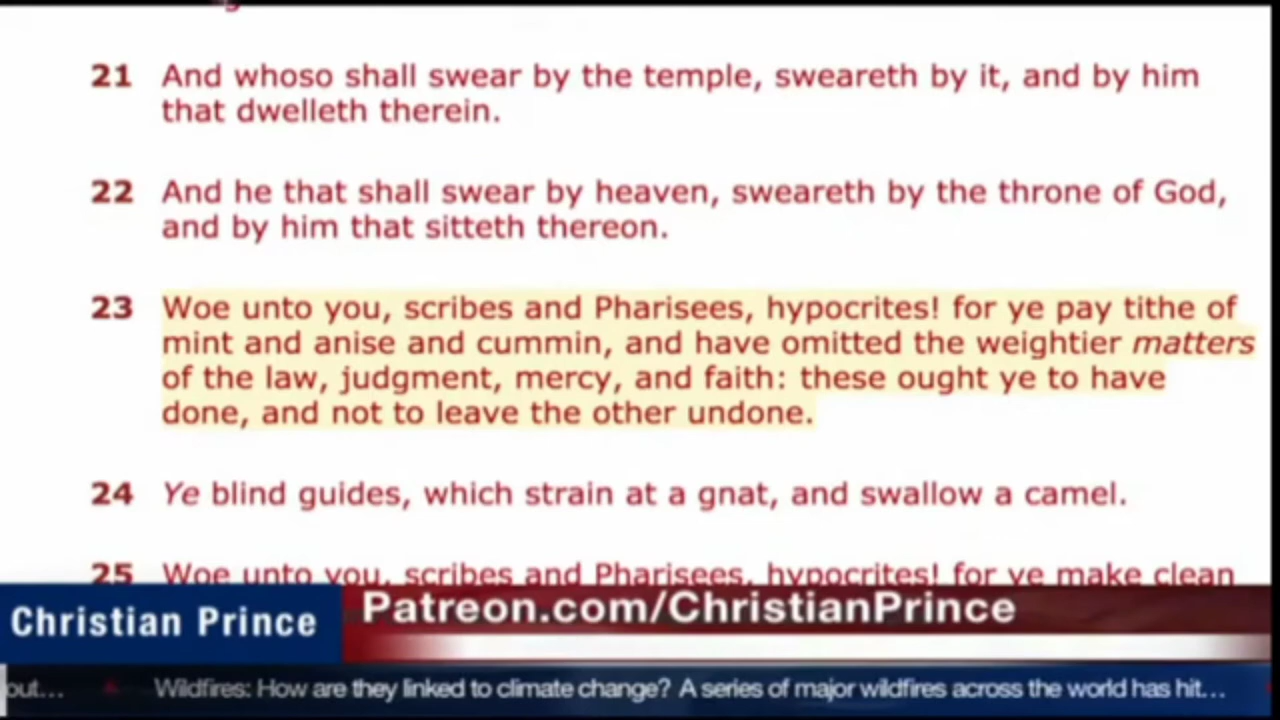 21 And whoso shall swear by the temple, sweareth by it, and by him
that dwelleth therein.
22 And he that shall swear by heaven, sweareth by the throne of God,
and by him that sitteth thereon.
23 Woe unto you, scribes and Pharisees, hypocrites! for ye pay tithe of
mint and anise and cummin, and have omitted the weightier matters
of the law, judgment, mercy, and faith: these ought ye to have
done, and not to leave the other undone.
24 Ye blind guides, which strain at a gnat, and swallow a camel.
25 Woe unto you, scribes and Pharisees, hypocrites! for ye make clean
Christian Prince
Patreon.com/ChristianPrince
out... Wildfires: How are they linked to climate change? A series of major wildfires across the world has hit...